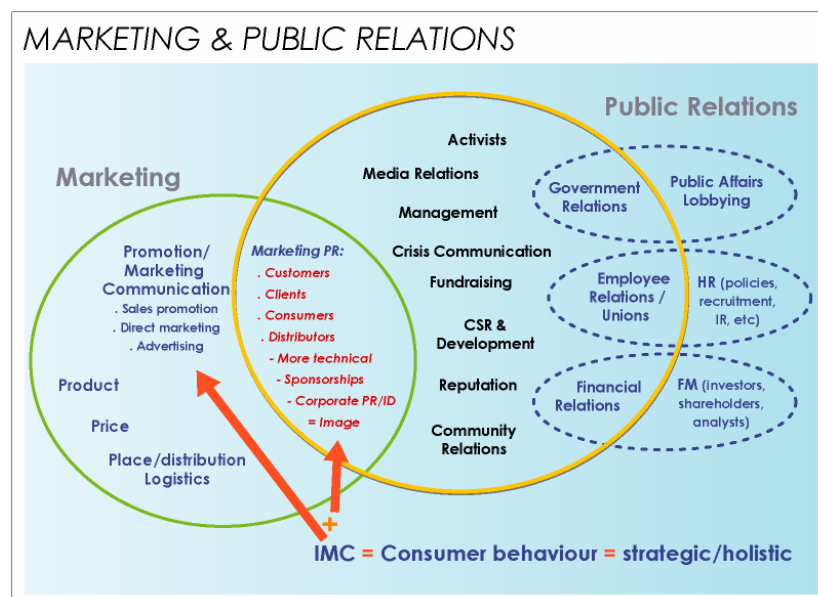 MARKETING & PUBLIC RELATIONS
Marketing
Promotion/
Marketing
Communication
. Sales promotion
. Direct marketing
. Advertising
Product
Price
Place/distribution
Logistics
Marketing PR:
. Customers
. Clients
. Consumers
. Distributors
- More technical
- Sponsorships
- Corporate PR/ID
= Image
Public Relations
Activists
Media Relations
Management
Crisis Communication
Fundraising
CSR &
Development
Reputation
Community
Relations
Government
Relations
Public Affairs
Lobbying
Employee
Relations /
Unions
HR (policies,
recruitment,
IR, etc)
Financial
Relations
FM (investors,
shareholders,
analysts)
+
IMC = Consumer behaviour = strategic/holistic